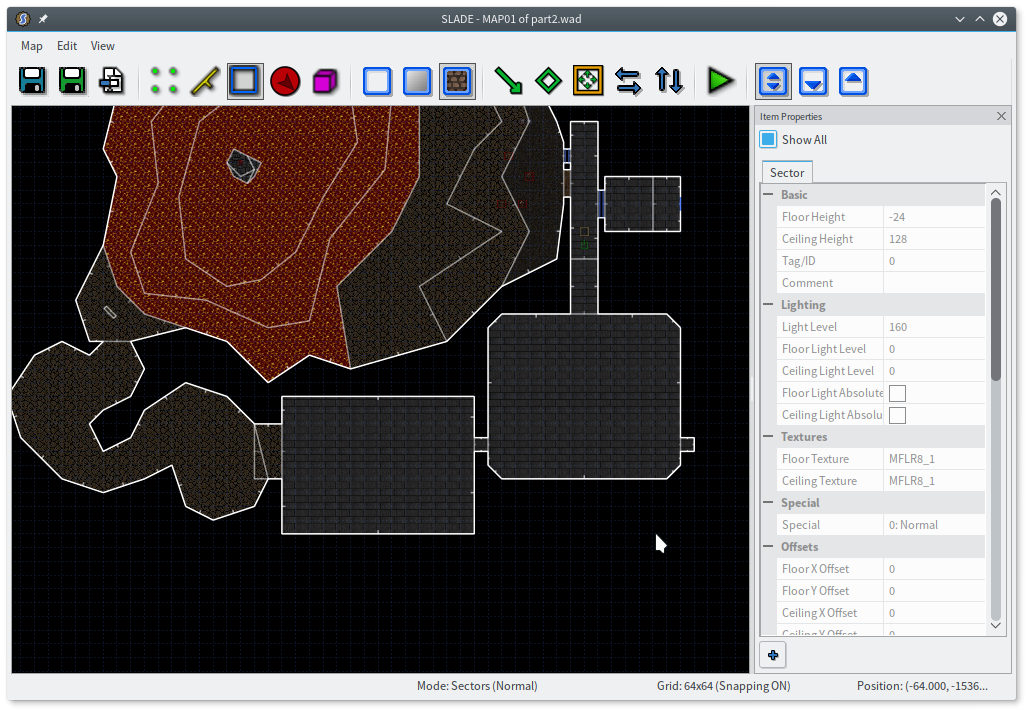 SLADE - MAP01 of part2.wad
Map Edit View
Item Properties
Show All
Sector
Basic
Floor Height -24
Ceiling Height 128
Tag/ID 0
Comment
Lighting
Light Level 160
Floor Light Level 0
Ceiling Light Level 0
Floor Light Absolute
Ceiling Light Absolu
Textures
Floor Texture MFLR8_1
Ceiling Texture MFLR8_1
Special
Special 0: Normal
Offsets
Floor X Offset 0
Floor Y Offset 0
Ceiling X Offset 0
Ceiling Y Offset 0
Mode: Sectors (Normal) Grid: 64x64 (Snapping ON) Position: (-64.000, -1536...